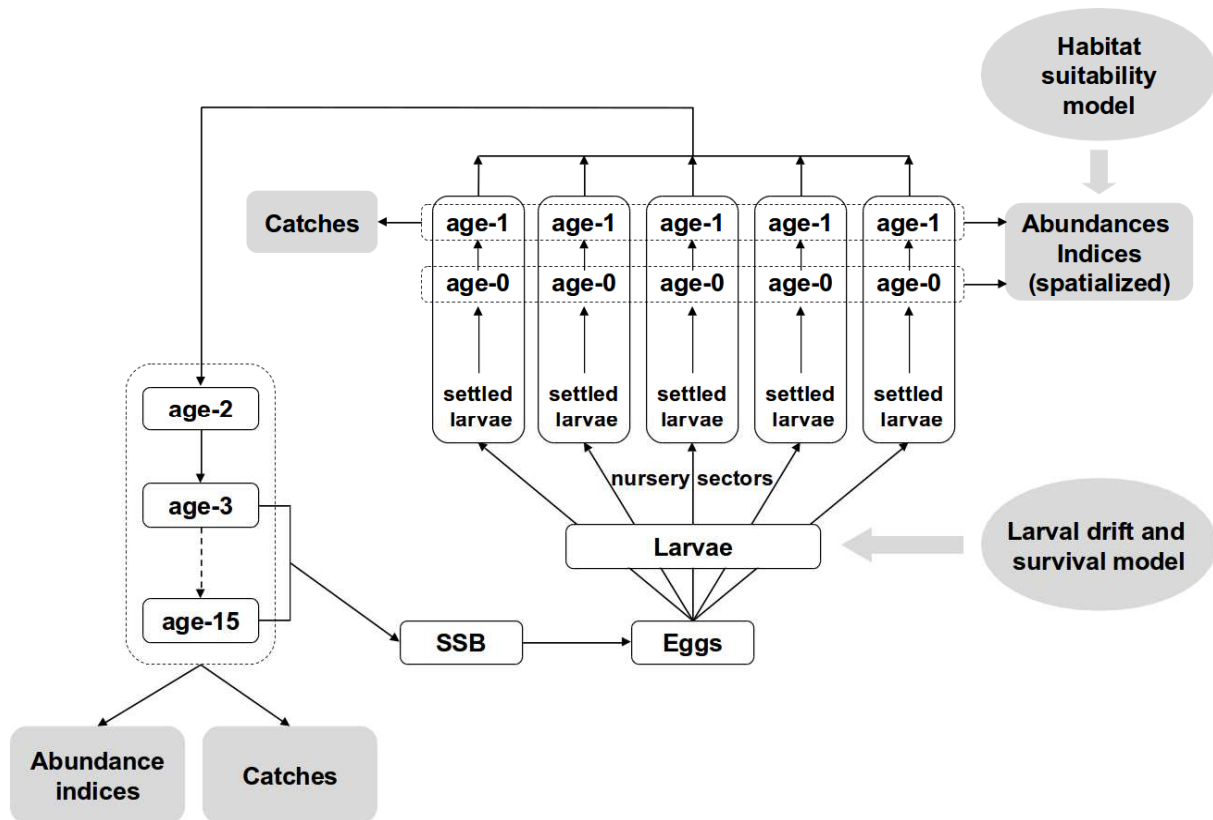 Habitat
suitability
model
Catches
age-1 age-1 age-1 age-1 age-1
Abundances
Indices
(spatialized)
age-0 age-0 age-0 age-0 age-0
settled settled settled settled settled
larvae larvae larvae larvae larvae
age-2
nursery sectors
age-3
Larvae
Larval drift and
survival model
age-15
SSB
Eggs
Abundance
indices
Catches